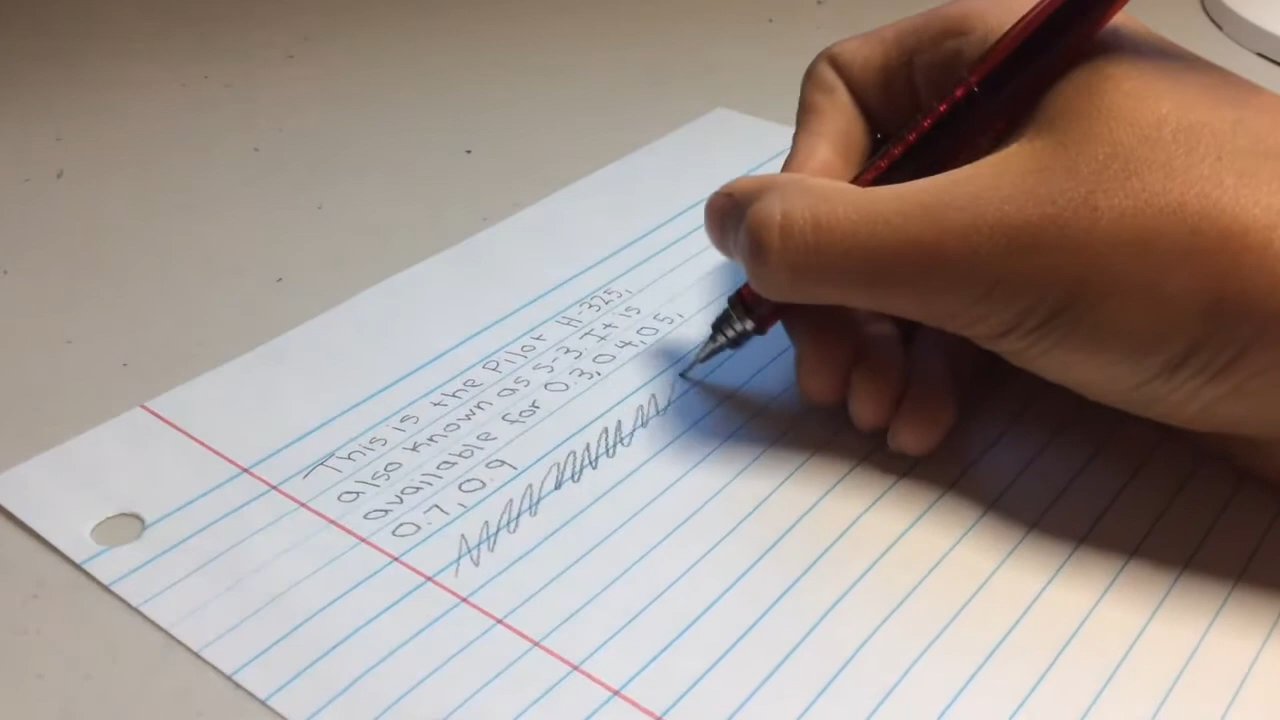 This is the Pilot H-325,
also known as S-3. It is
available for 0.3, 0.4, 0.5,
0.7, 0.9